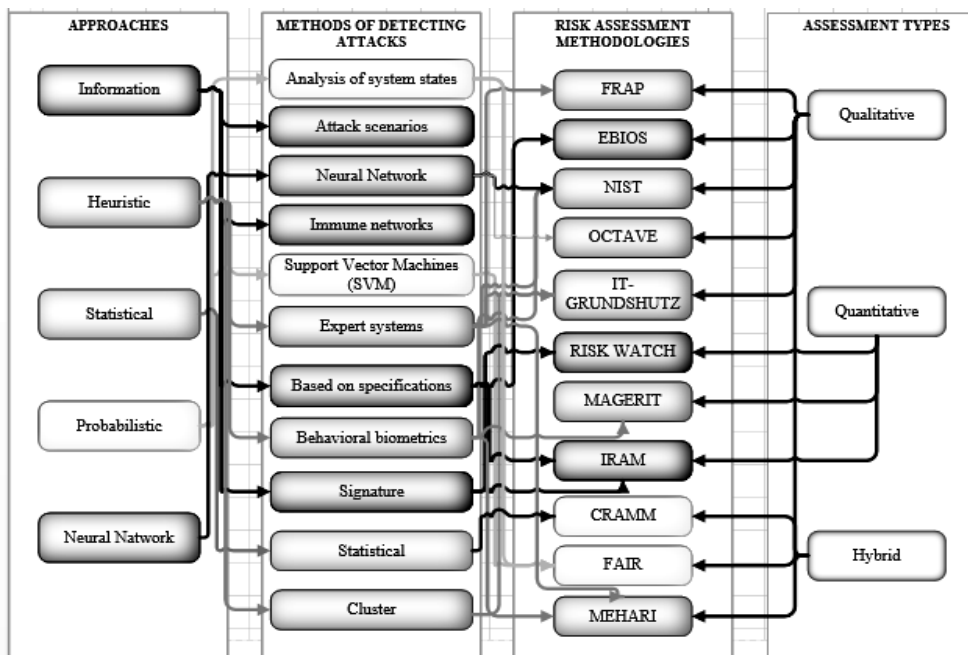 APPROACHES
Information
Heuristic
Statistical
Probabilistic
Neural Natwork
METHODS OF DETECTING
ATTACKS
Analysis of system states
Attack scenarios
Neural Network
Immune networks
Support Vector Machines
(SVM)
Expert systems
Based on specifications
Behavioral biometrics
Signature
Statistical
Cluster
RISK ASSESSMENT
METHODOLOGIES
FRAP
EBIOS
NIST
OCTAVE
IT-
GRUNDSHUTZ
RISK WATCH
MAGERIT
IRAM
CRAMM
FAIR
MEHARI
ASSESSMENT TYPES
Qualitative
Quantitative
Hybrid